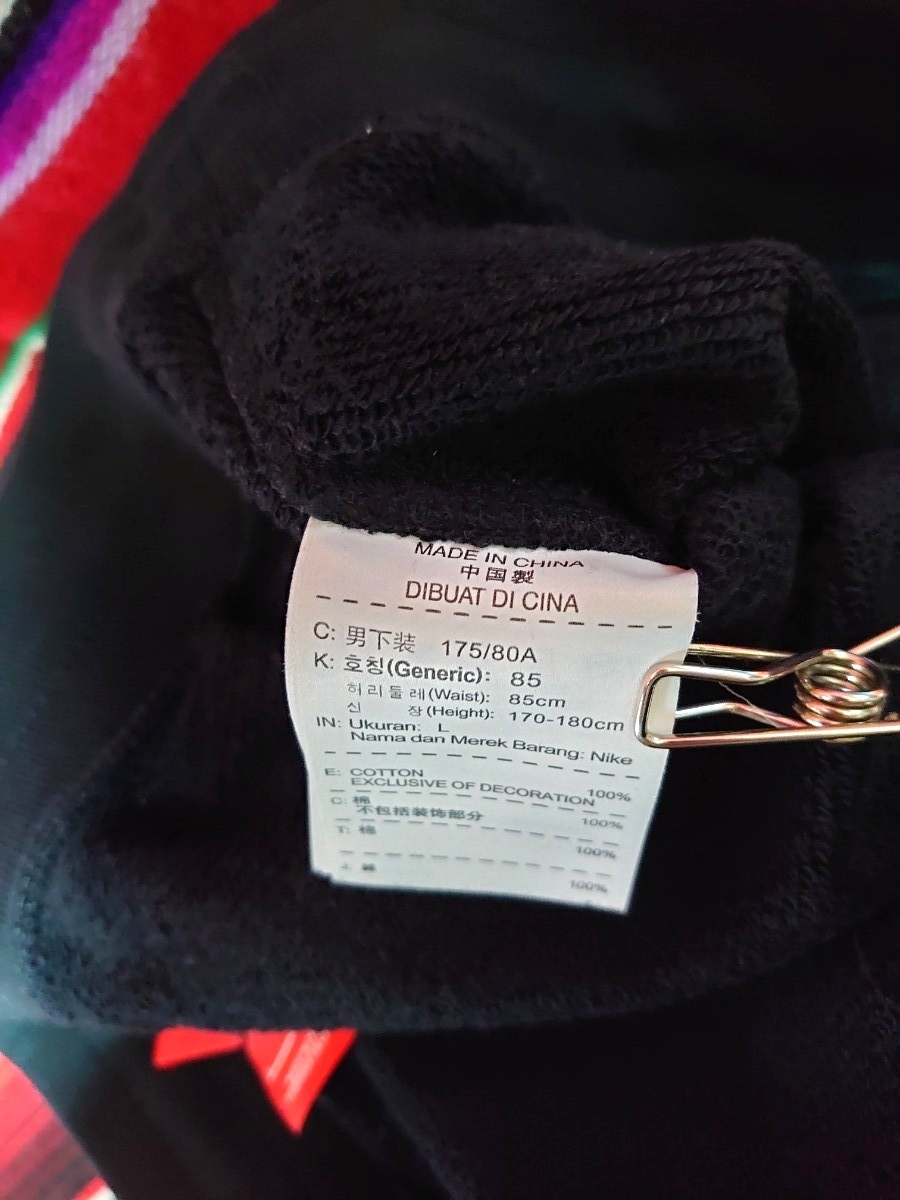 MADE IN CHINA
中国製
DIBUAT DI CINA
C: 男下装 175/80A
K: 호칭(Generic): 85
허리둘레(Waist): 85cm
신 장(Height): 170-180cm
IN: Ukuran: L
Nama dan Merek Barang: Nike
E: COTTON 100%
EXCLUSIVE OF DECORATION
C: 棉 100%
不包括装饰部分
T: 棉 100%
100%